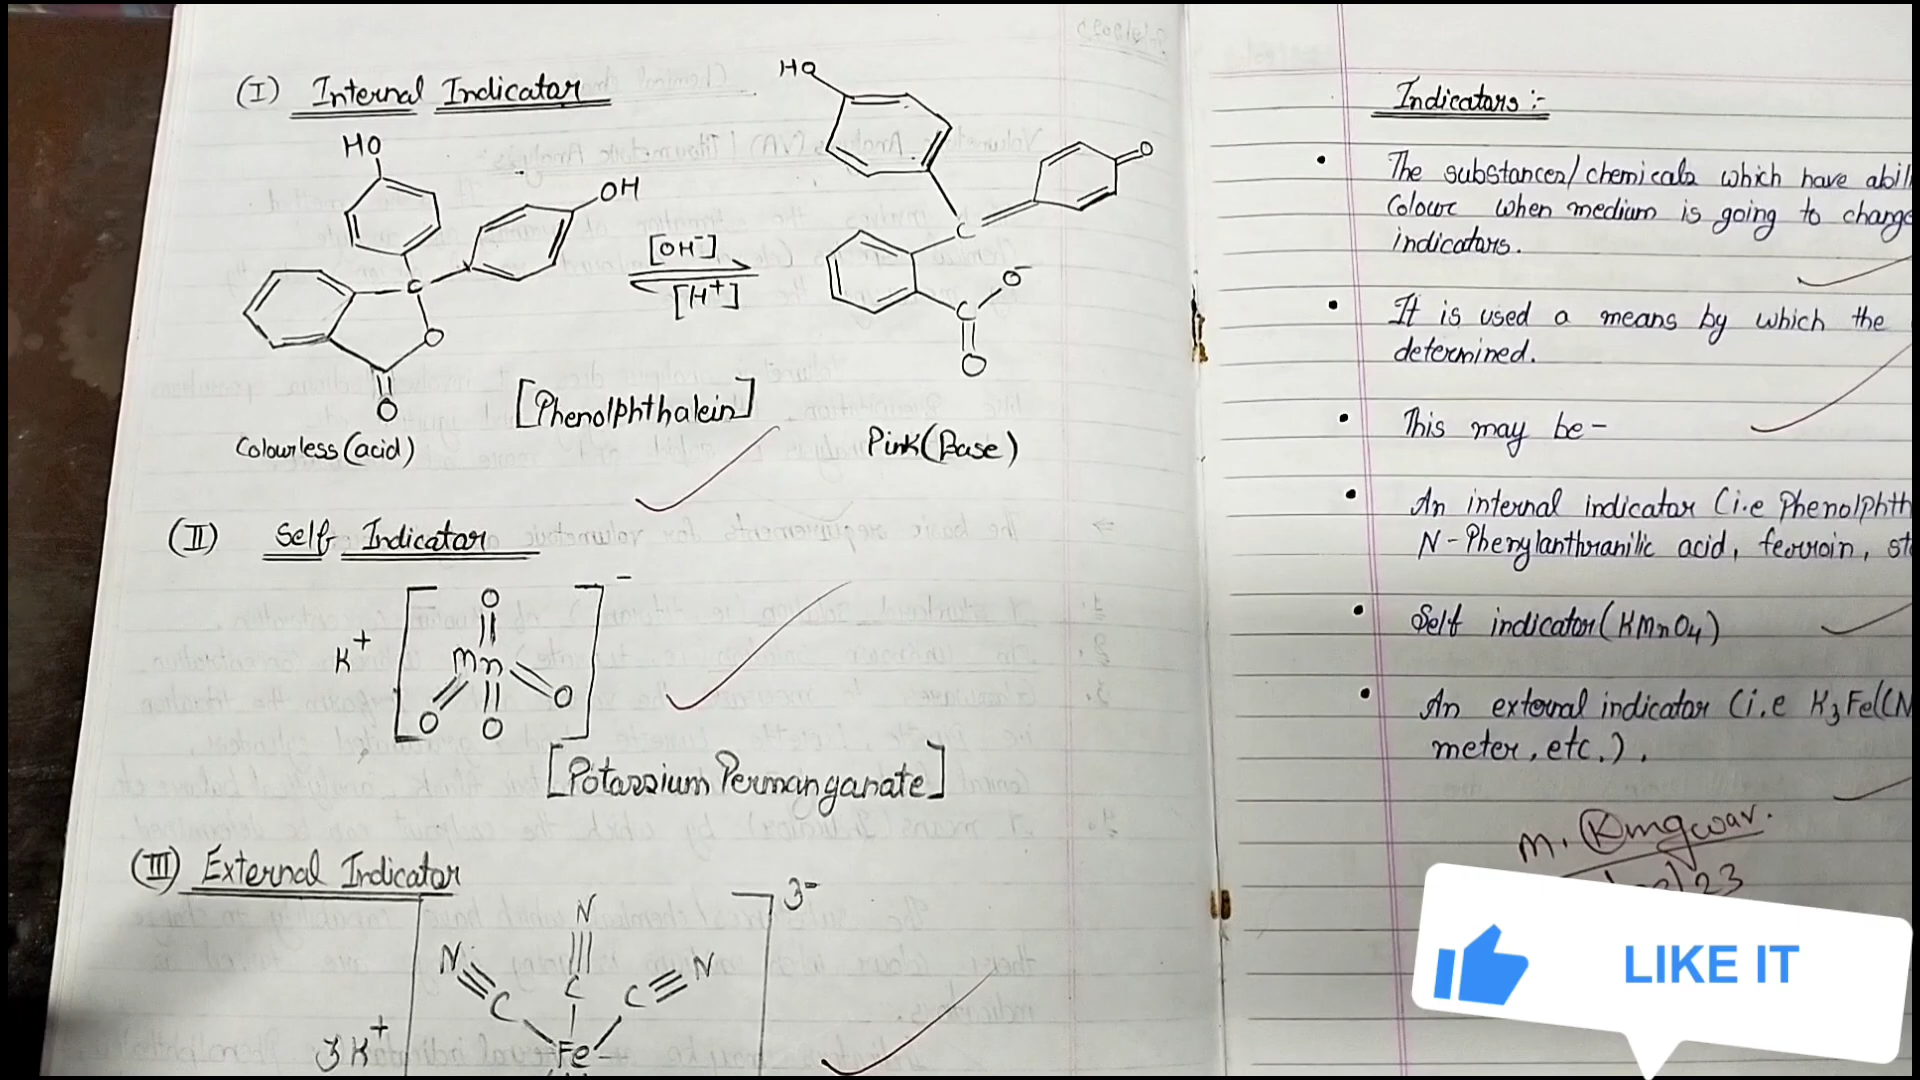 (I) Internal Indicator
HO
OH
C
O
O
Colourless (acid)
[OH⁻]
[H⁺]
[Phenolphthalein]
HO
O
C
O⁻
C
O
Pink (Base)
(II) Self Indicator
K⁺
O
Mn
O
O
O
[Potassium Permanganate]
(III) External Indicator
3-
N
N
N
C
C
C
3K⁺
Fe
Indicators :-
• The substances/chemicals which have abil
colour when medium is going to change
indicators.
• It is used a means by which the
determined.
• This may be-
• An internal indicator (i.e Phenolphth
N-Phenylanthranilic acid, ferroin, st
• Self indicator (KMnO4)
• An external indicator (i.e K3Fe(CN
meter, etc.).
23
LIKE IT